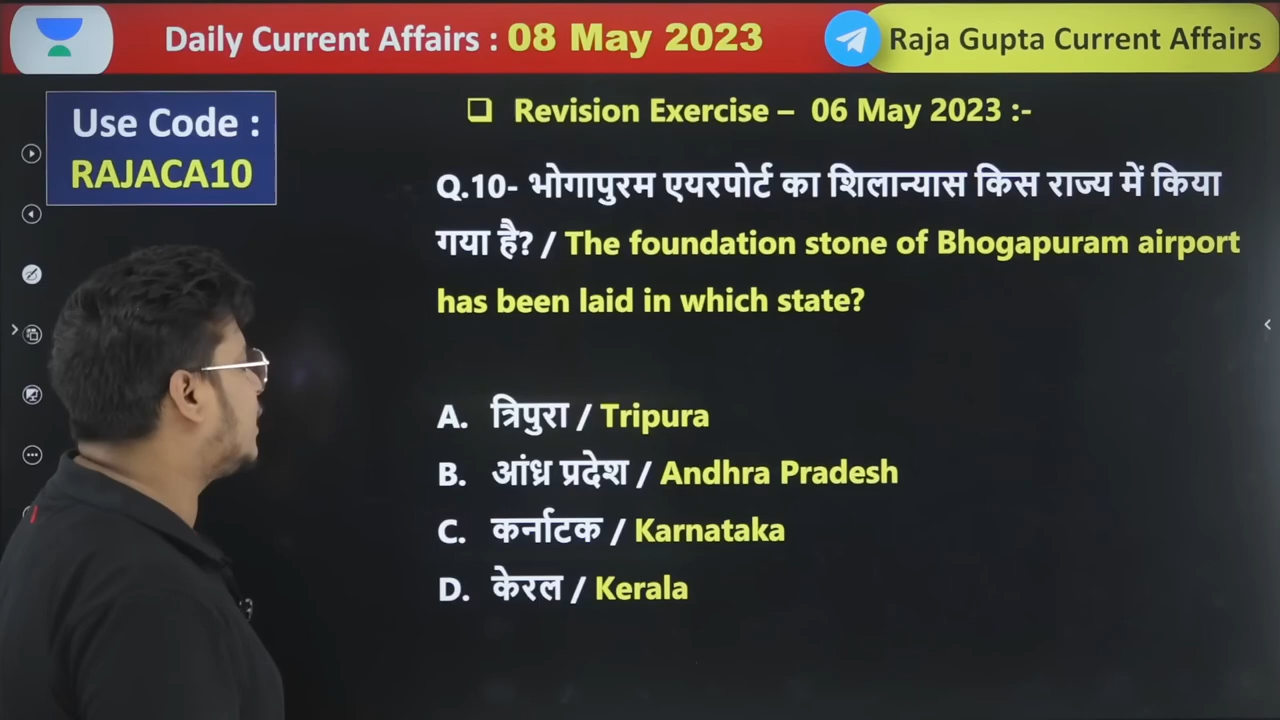 Daily Current Affairs : 08 May 2023
Raja Gupta Current Affairs
Use Code :
RAJACA10
❑ Revision Exercise – 06 May 2023 :-
Q.10- भोगापुरम एयरपोर्ट का शिलान्यास किस राज्य में किया
गया है? / The foundation stone of Bhogapuram airport
has been laid in which state?
A. त्रिपुरा / Tripura
B. आंध्र प्रदेश / Andhra Pradesh
C. कर्नाटक / Karnataka
D. केरल / Kerala